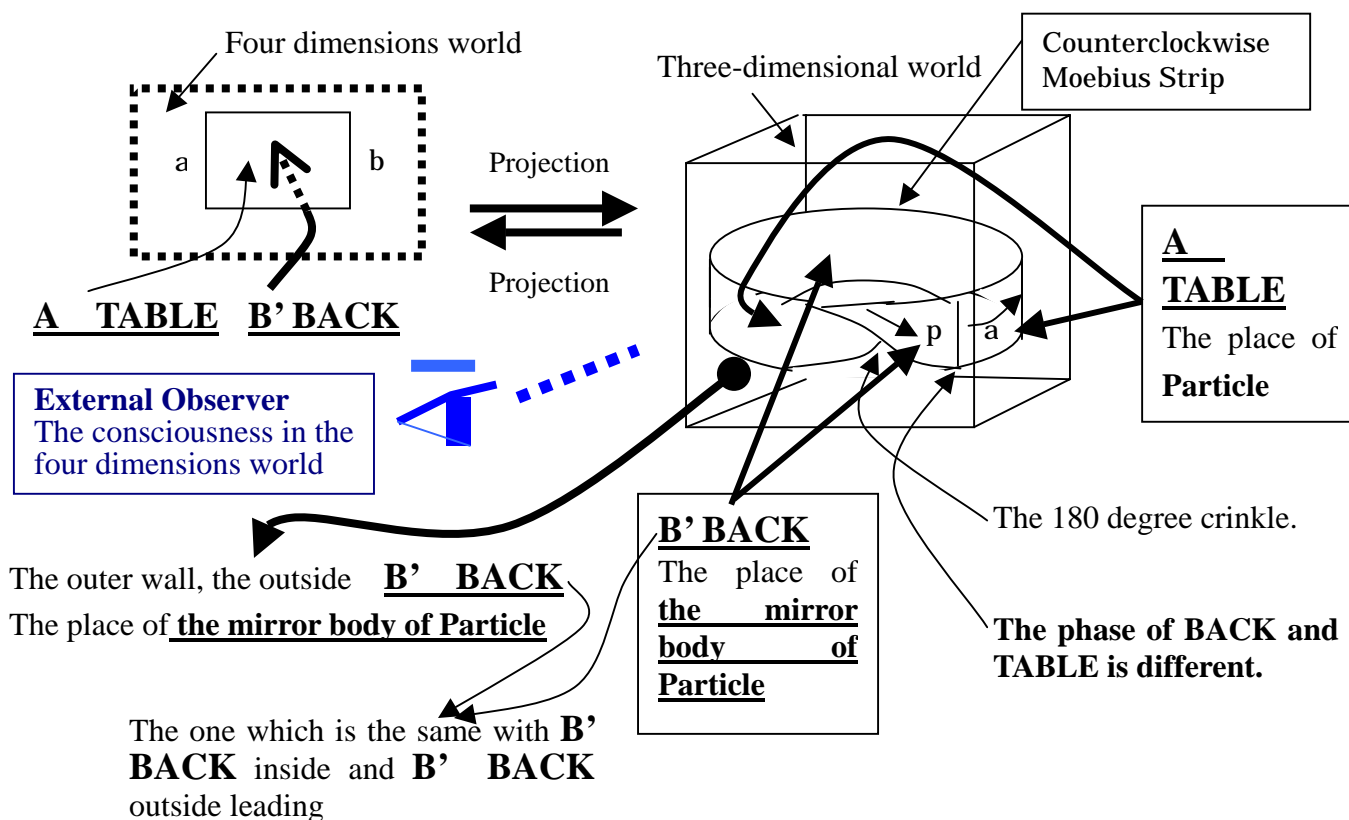 Four dimensions world
a
b
A TABLE B’ BACK
Projection
Projection
Three-dimensional world
Counterclockwise
Moebius Strip
p
a
A
TABLE
The place of
Particle
External Observer
The consciousness in the
four dimensions world
The outer wall, the outside B’ BACK
The place of the mirror body of Particle
B’ BACK
The place of
the mirror
body of
Particle
The 180 degree crinkle.
The phase of BACK and
TABLE is different.
The one which is the same with B’
BACK inside and B’ BACK
outside leading